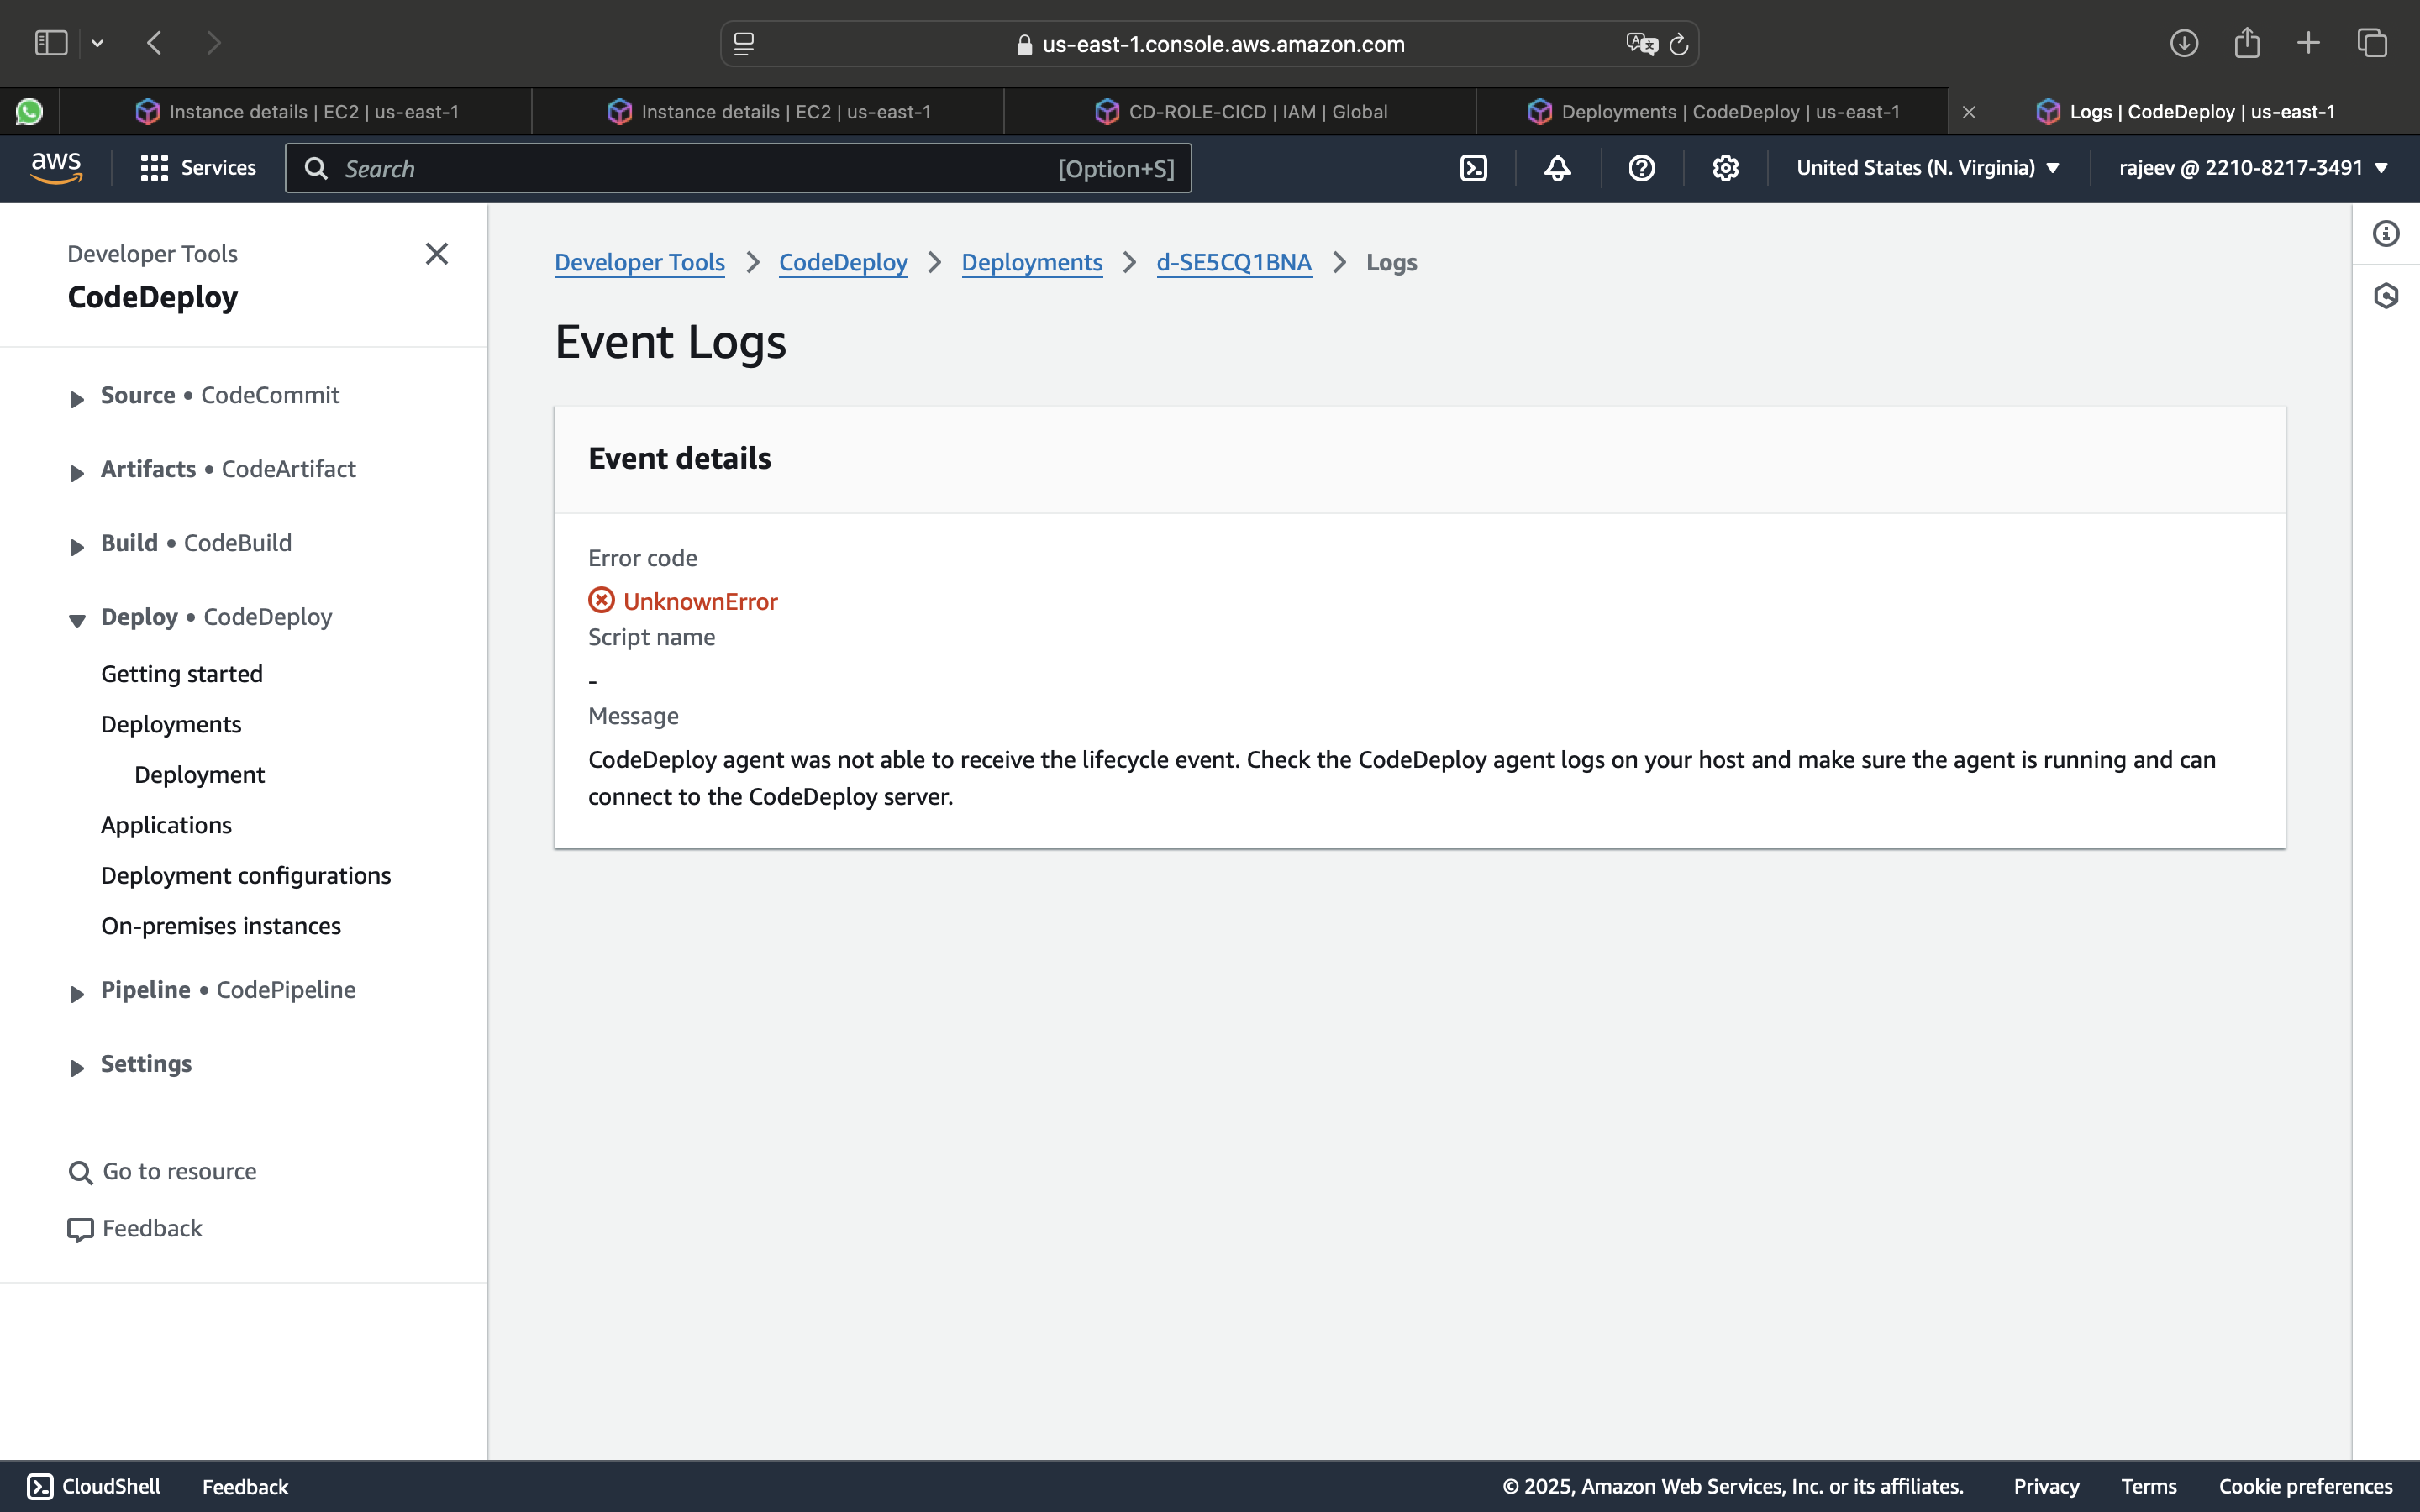 us-east-1.console.aws.amazon.com
Instance details | EC2 | us-east-1
Instance details | EC2 | us-east-1
CD-ROLE-CICD | IAM | Global
Deployments | CodeDeploy | us-east-1
Logs | CodeDeploy | us-east-1
aws
Services
Search
[Option+S]
United States (N. Virginia)
rajeev @ 2210-8217-3491
Developer Tools
CodeDeploy
Source • CodeCommit
Artifacts • CodeArtifact
Build • CodeBuild
Deploy • CodeDeploy
Getting started
Deployments
Deployment
Applications
Deployment configurations
On-premises instances
Pipeline • CodePipeline
Settings
Go to resource
Feedback
Developer Tools > CodeDeploy > Deployments > d-SE5CQ1BNA > Logs
Event Logs
Event details
Error code
UnknownError
Script name
-
Message
CodeDeploy agent was not able to receive the lifecycle event. Check the CodeDeploy agent logs on your host and make sure the agent is running and can
connect to the CodeDeploy server.
CloudShell
Feedback
© 2025, Amazon Web Services, Inc. or its affiliates.
Privacy
Terms
Cookie preferences